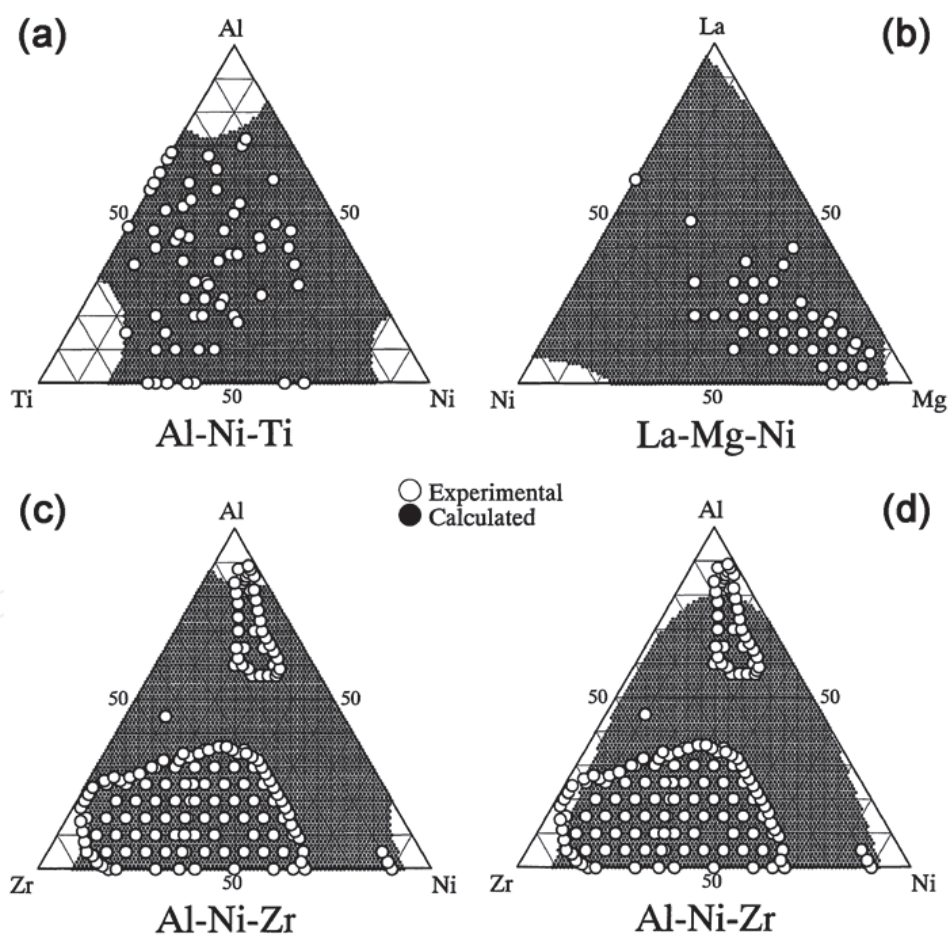 (a)
Al
50
50
Ti
50
Ni
Al-Ni-Ti
(b)
La
50
50
Ni
50
Mg
La-Mg-Ni
Experimental
Calculated
(c)
Al
50
50
Zr
50
Ni
Al-Ni-Zr
(d)
Al
50
50
Zr
50
Ni
Al-Ni-Zr